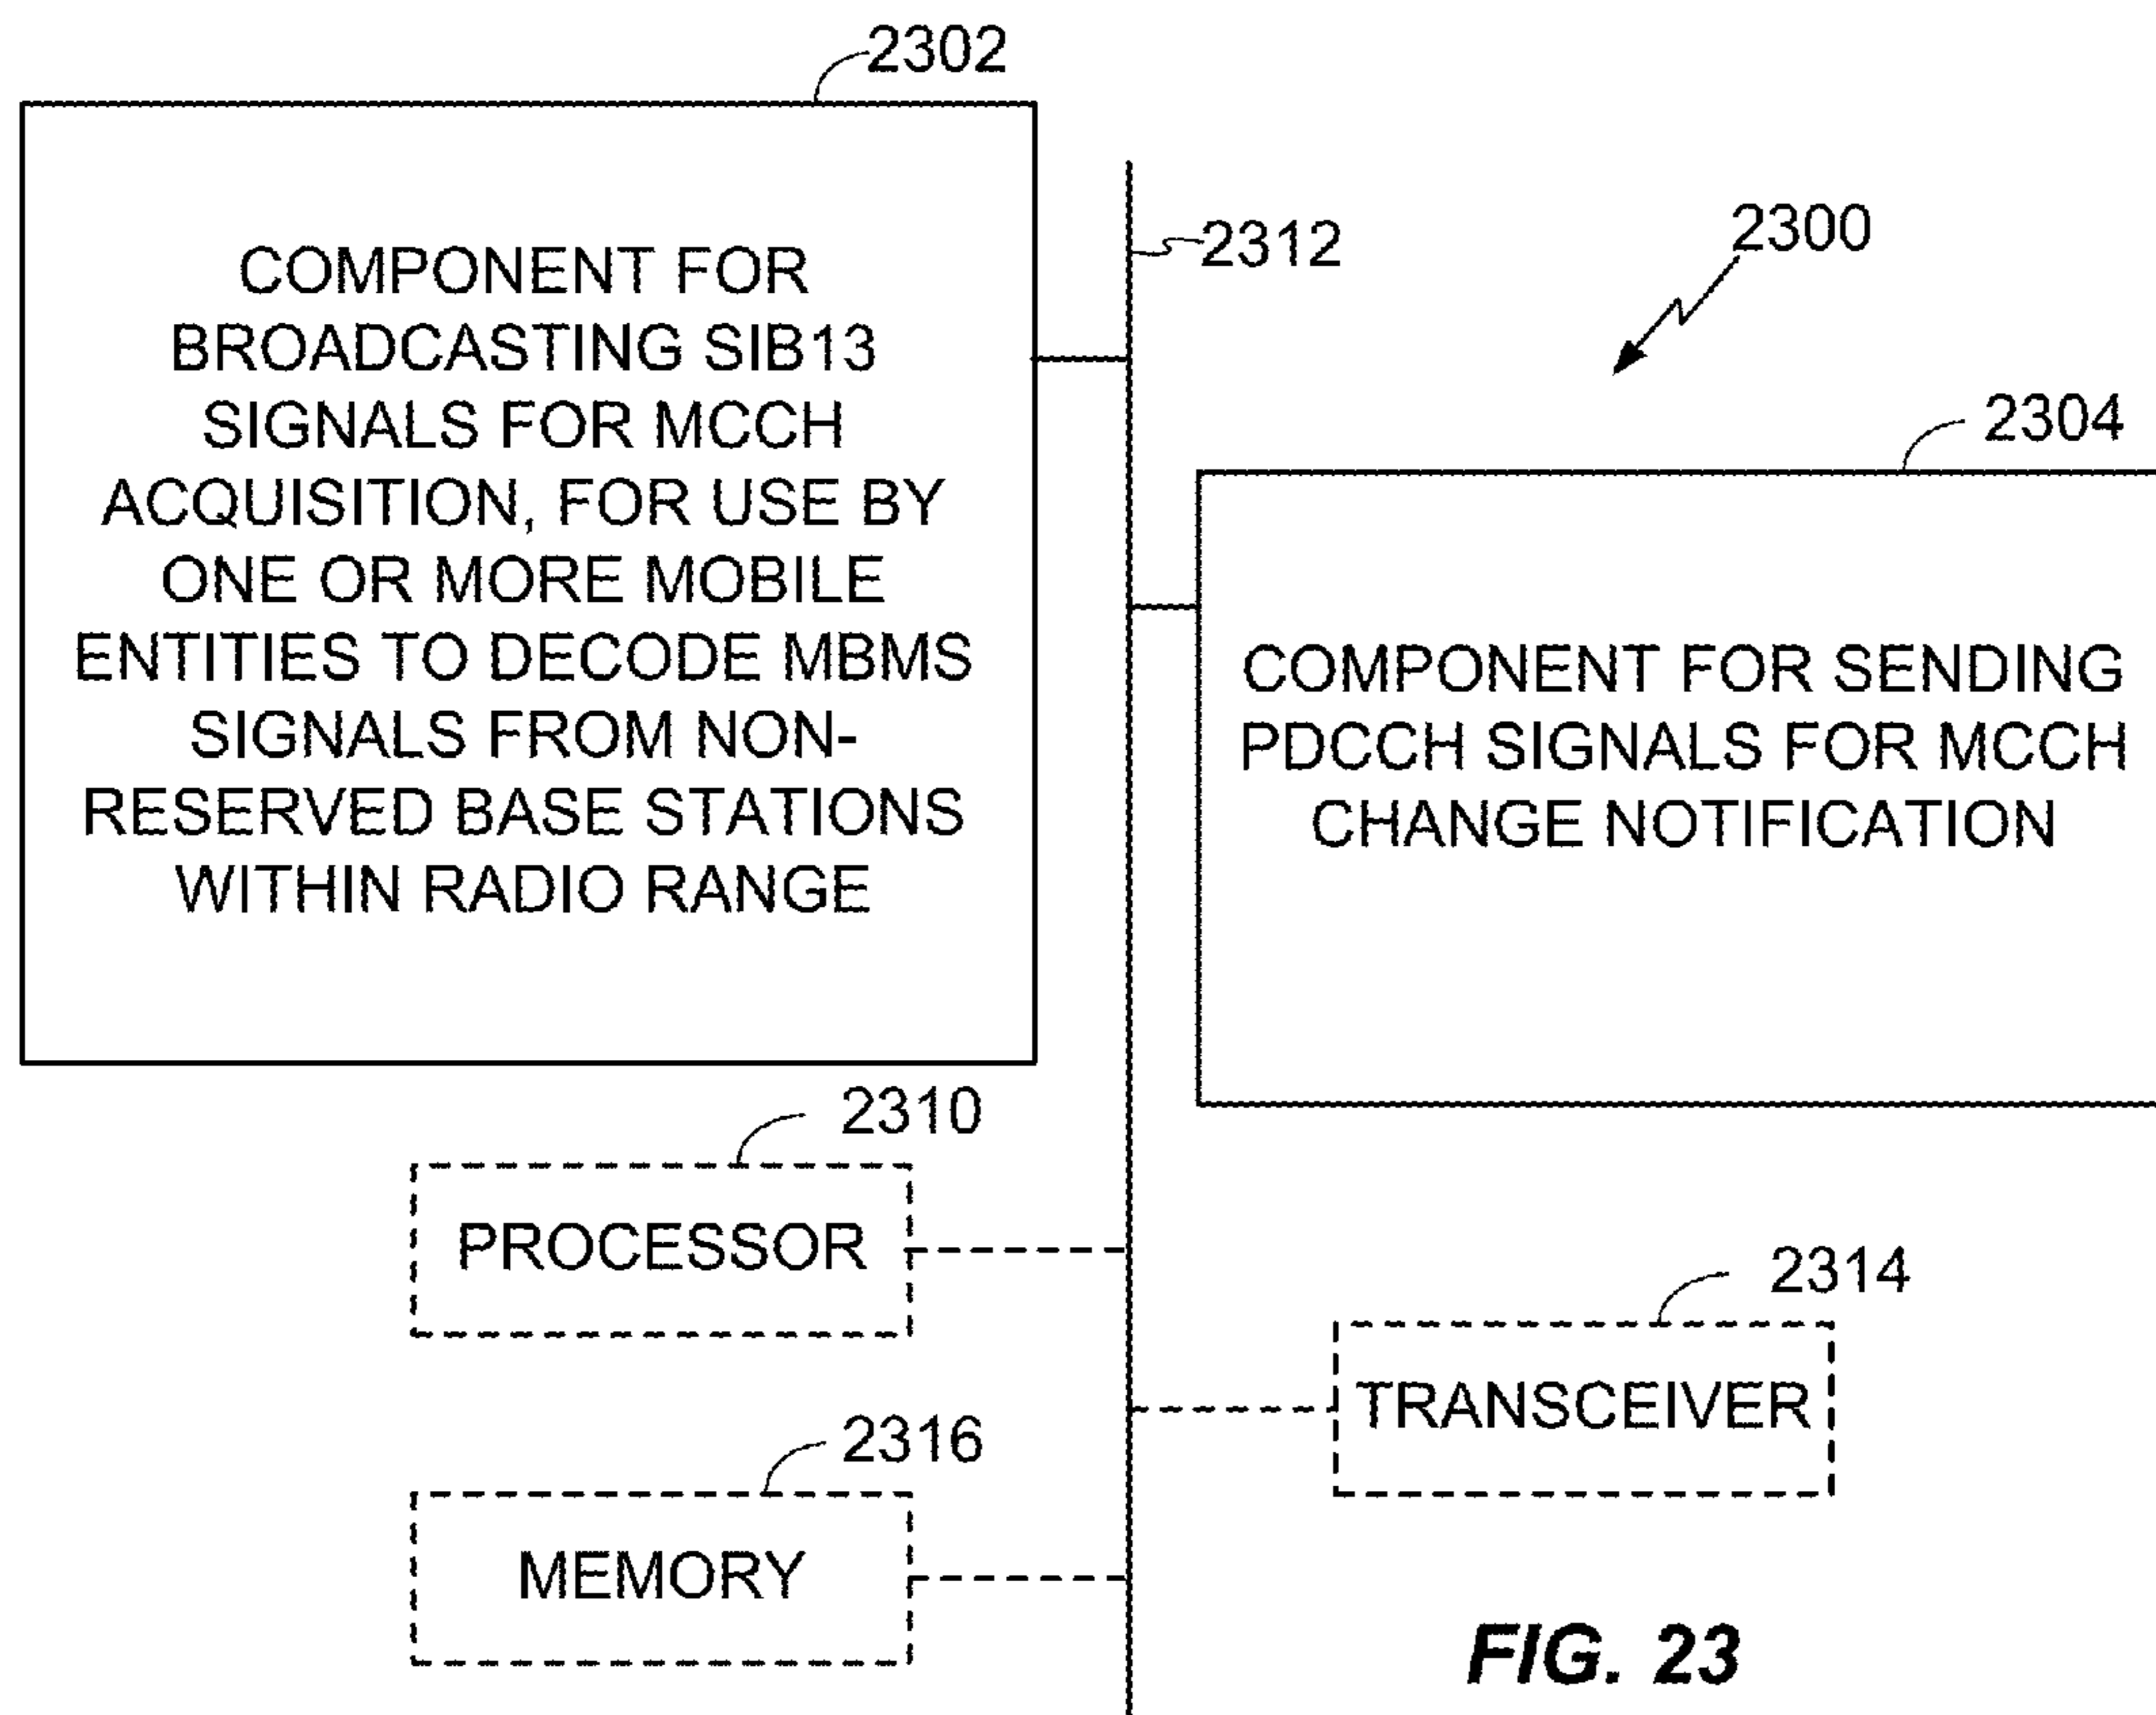 2302
COMPONENT FOR
BROADCASTING SIB13
SIGNALS FOR MCCH
ACQUISITION, FOR USE BY
ONE OR MORE MOBILE
ENTITIES TO DECODE MBMS
SIGNALS FROM NON-
RESERVED BASE STATIONS
WITHIN RADIO RANGE
2312
2300
2304
COMPONENT FOR SENDING
PDCCH SIGNALS FOR MCCH
CHANGE NOTIFICATION
2310
PROCESSOR
2314
TRANSCEIVER
2316
MEMORY
FIG. 23